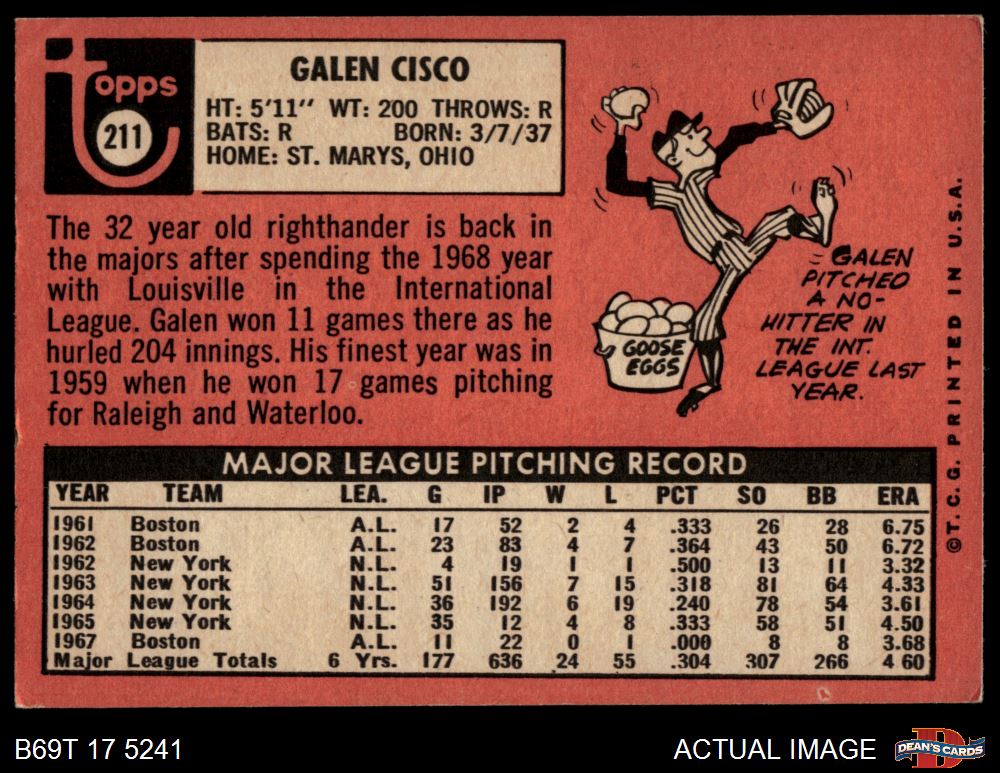 Topps
211
GALEN CISCO
HT: 5'11" WT: 200 THROWS: R
BATS: R BORN: 3/7/37
HOME: ST. MARYS, OHIO
The 32 year old righthander is back in
the majors after spending the 1968 year
with Louisville in the International
League. Galen won 11 games there as he
hurled 204 innings. His finest year was in
1959 when he won 17 games pitching
for Raleigh and Waterloo.
GOOSE
EGGS
GALEN
PITCHED
A NO-
HITTER IN
THE INT.
LEAGUE LAST
YEAR.
©T.C.G. PRINTED IN U.S.A.
MAJOR LEAGUE PITCHING RECORD
YEAR TEAM LEA. G IP W L PCT SO BB ERA
1961 Boston A.L. 17 52 2 4 .333 26 28 6.75
1962 Boston A.L. 23 83 4 7 .364 43 50 6.72
1962 New York N.L. 4 19 1 1 .500 13 11 3.32
1963 New York N.L. 51 156 7 15 .318 81 64 4.33
1964 New York N.L. 36 192 6 19 .240 78 54 3.61
1965 New York N.L. 35 12 4 8 .333 58 51 4.50
1967 Boston A.L. 11 22 0 1 .000 8 8 3.68
Major League Totals 6 Yrs. 177 636 24 55 .304 307 266 4 60
B69T 17 5241
ACTUAL IMAGE
D
DEAN'S CARDS